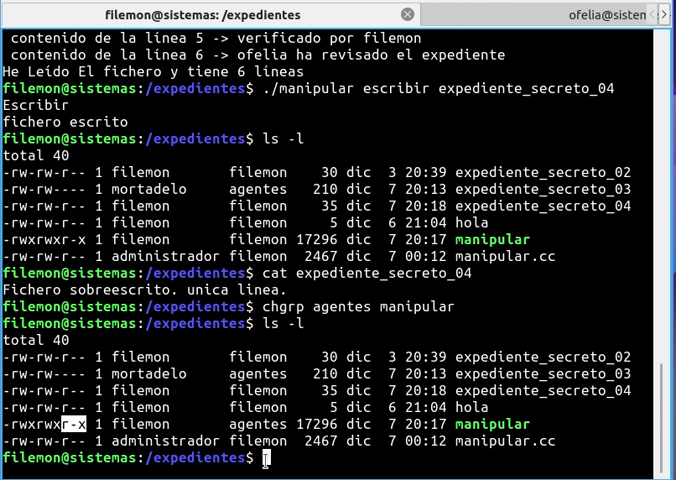 filemon@sistemas: /expedientes
ofelia@sistem
contenido de la línea 5 -> verificado por filemon
contenido de la línea 6 -> ofelia ha revisado el expediente
He Leído El fichero y tiene 6 líneas
filemon@sistemas:/expedientes$ ./manipular escribir expediente_secreto_04
Escribir
fichero escrito
filemon@sistemas:/expedientes$ ls -l
total 40
-rw-rw-r-- 1 filemon filemon 30 dic 3 20:39 expediente_secreto_02
-rw-rw---- 1 mortadelo agentes 210 dic 7 20:13 expediente_secreto_03
-rw-rw-r-- 1 filemon filemon 35 dic 7 20:18 expediente_secreto_04
-rw-rw-r-- 1 filemon filemon 5 dic 6 21:04 hola
-rwxrwxr-x 1 filemon filemon 17296 dic 7 20:17 manipular
-rw-rw-r-- 1 administrador filemon 2467 dic 7 00:12 manipular.cc
filemon@sistemas:/expedientes$ cat expediente_secreto_04
Fichero sobreescrito. unica linea.
filemon@sistemas:/expedientes$ chgrp agentes manipular
filemon@sistemas:/expedientes$ ls -l
total 40
-rw-rw-r-- 1 filemon filemon 30 dic 3 20:39 expediente_secreto_02
-rw-rw---- 1 mortadelo agentes 210 dic 7 20:13 expediente_secreto_03
-rw-rw-r-- 1 filemon filemon 35 dic 7 20:18 expediente_secreto_04
-rw-rw-r-- 1 filemon filemon 5 dic 6 21:04 hola
-rwxrwxr-x 1 filemon agentes 17296 dic 7 20:17 manipular
-rw-rw-r-- 1 administrador filemon 2467 dic 7 00:12 manipular.cc
filemon@sistemas:/expedientes$